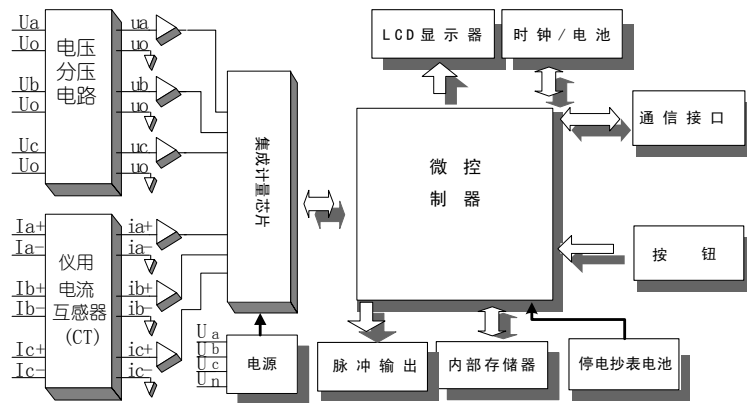 Ua
Uo
Ub
Uo
Uc
Uo
电压
分压
电路
ua
uo
ub
uo
uc
uo
Ia+
Ia-
Ib+
Ib-
Ic+
Ic-
仪用
电流
互感器
(CT)
ia+
ia-
ib+
ib-
ic+
ic-
集成计量芯片
Ua
Ub
Uc
Un
电源
LCD显示器
时钟/电池
微控
制器
通信接口
按钮
脉冲输出
内部存储器
停电抄表电池